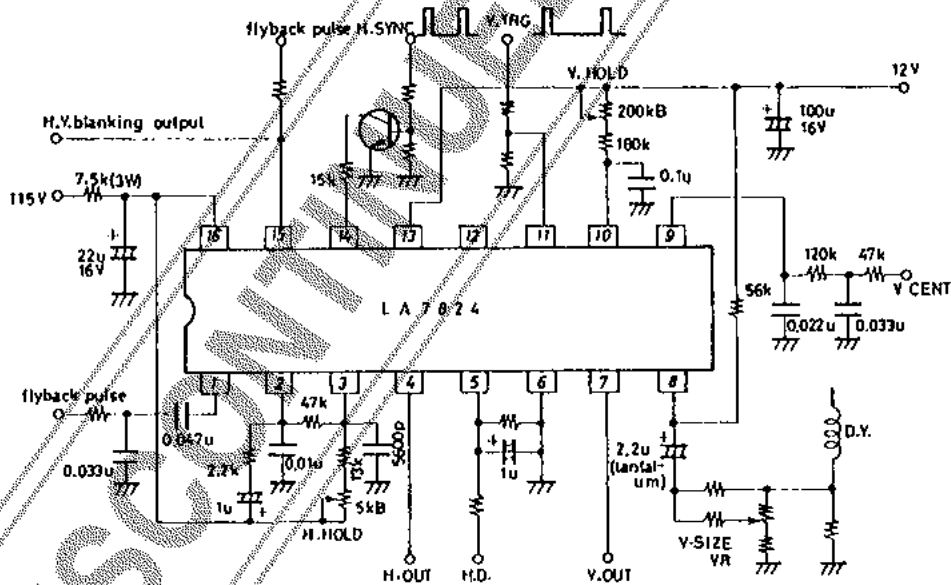 flyback pulse H.SYNC
V.TRG
12V
V.HOLD
200kB
100u
16V
H.V.blanking output
180k
7.5k(3W)
115V
15k
0.1u
16
15
14
13
12
11
10
9
22u
16V
120k
47k
V CENT
56k
LA7824
0.022u
0.033u
1
2
3
4
5
6
7
8
flyback pulse
47k
D.Y.
0.047u
5600p
0.033u
2.2k
0.01u
13k
1u
2.2u
(tantal-
um)
1u
5kB
H.HOLD
V-SIZE
VR
H.OUT
H.D.
V.OUT
DISCONTINUED